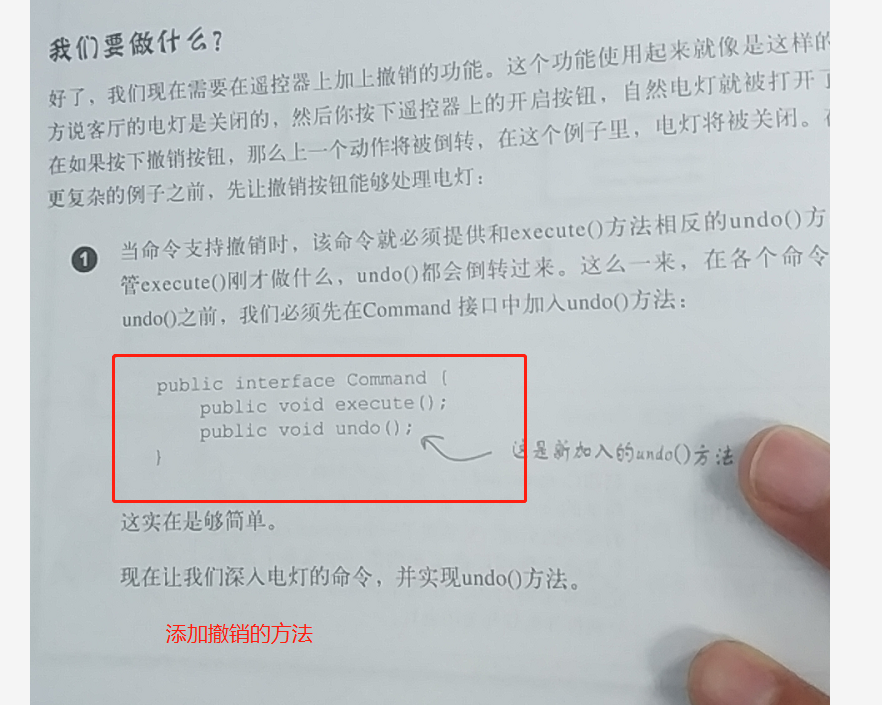 我们要做什么?
好了，我们现在需要在遥控器上加上撤销的功能。这个功能使用起来就像是这样的
方说客厅的电灯是关闭的，然后你按下遥控器上的开启按钮，自然电灯就被打开了
在如果按下撤销按钮，那么上一个动作将被倒转，在这个例子里，电灯将被关闭。在
更复杂的例子之前，先让撤销按钮能够处理电灯：
1 当命令支持撤销时，该命令就必须提供和execute()方法相反的undo()方
管execute()刚才做什么，undo()都会倒转过来。这么一来，在各个命令
undo()之前，我们必须先在Command 接口中加入undo()方法：
public interface Command {
public void execute();
public void undo();
}
这是新加入的undo()方法
这实在是够简单。
现在让我们深入电灯的命令，并实现undo()方法。
添加撤销的方法